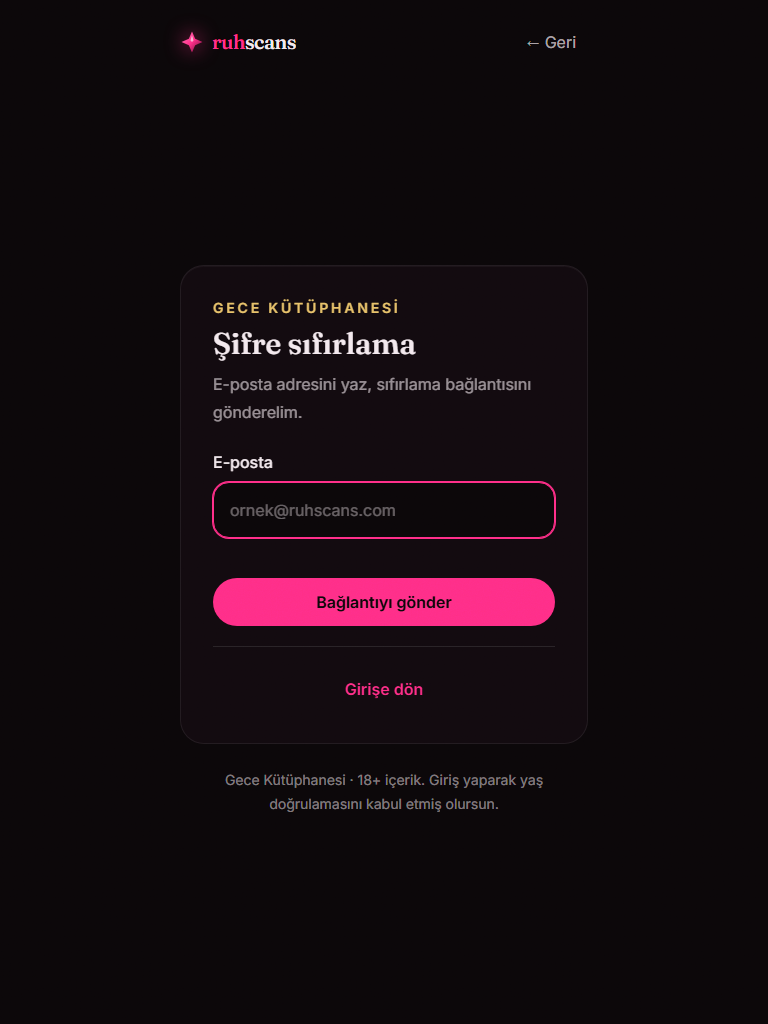 ruhscans
← Geri
GECE KÜTÜPHANESİ
Şifre sıfırlama
E-posta adresini yaz, sıfırlama bağlantısını
gönderelim.
E-posta
ornek@ruhscans.com
Bağlantıyı gönder
Girişe dön
Gece Kütüphanesi · 18+ içerik. Giriş yaparak yaş
doğrulamasını kabul etmiş olursun.